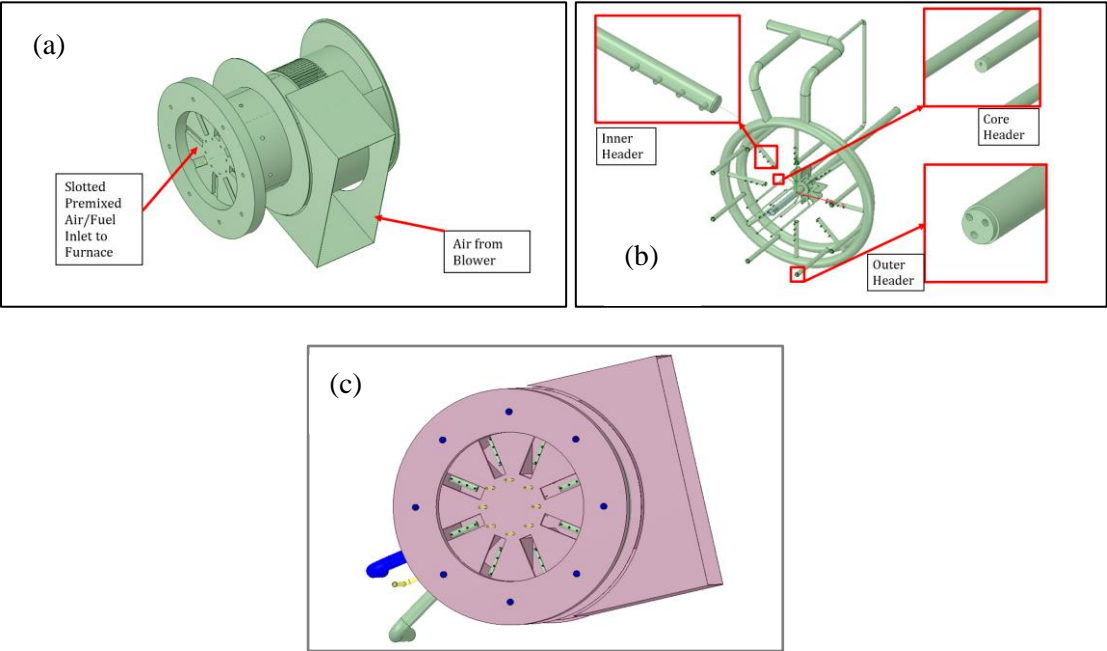 (a)
Slotted
Premixed
Air/Fuel
Inlet to
Furnace
Air from
Blower
(b)
Inner
Header
Core
Header
Outer
Header
(c)